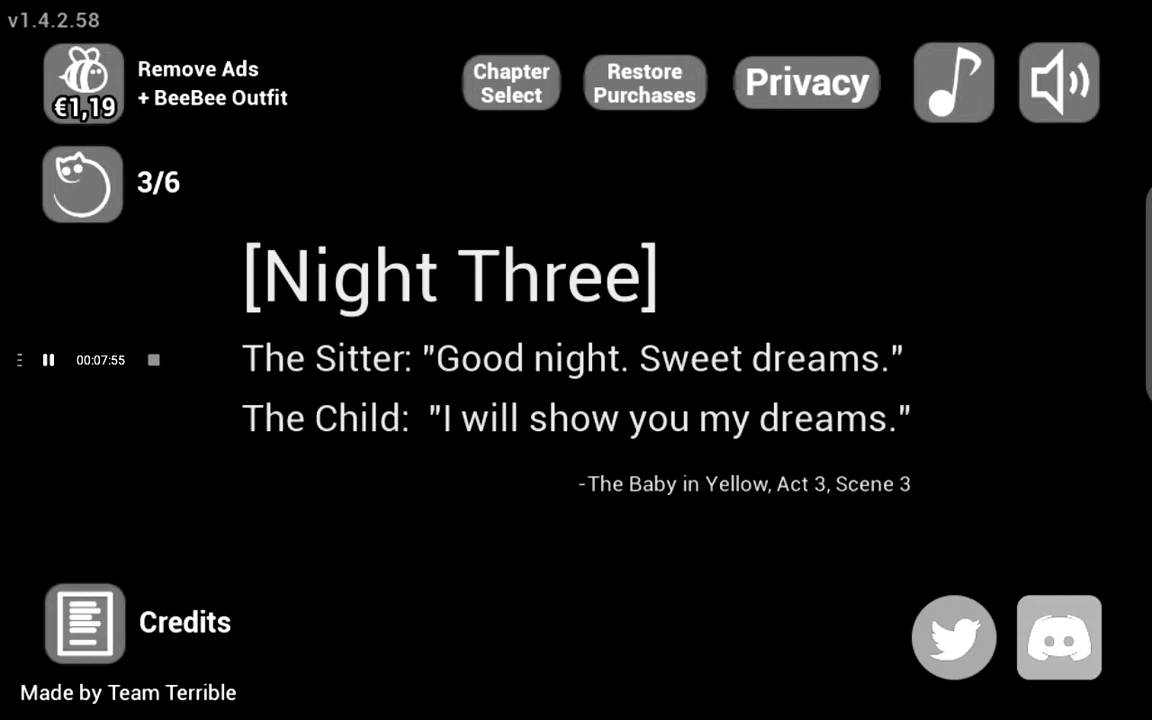 v1.4.2.58
Remove Ads
+ BeeBee Outfit
€1,19
Chapter
Select
Restore
Purchases
Privacy
3/6
[Night Three]
00:07:55
The Sitter: "Good night. Sweet dreams."
The Child: "I will show you my dreams."
-The Baby in Yellow, Act 3, Scene 3
Credits
Made by Team Terrible